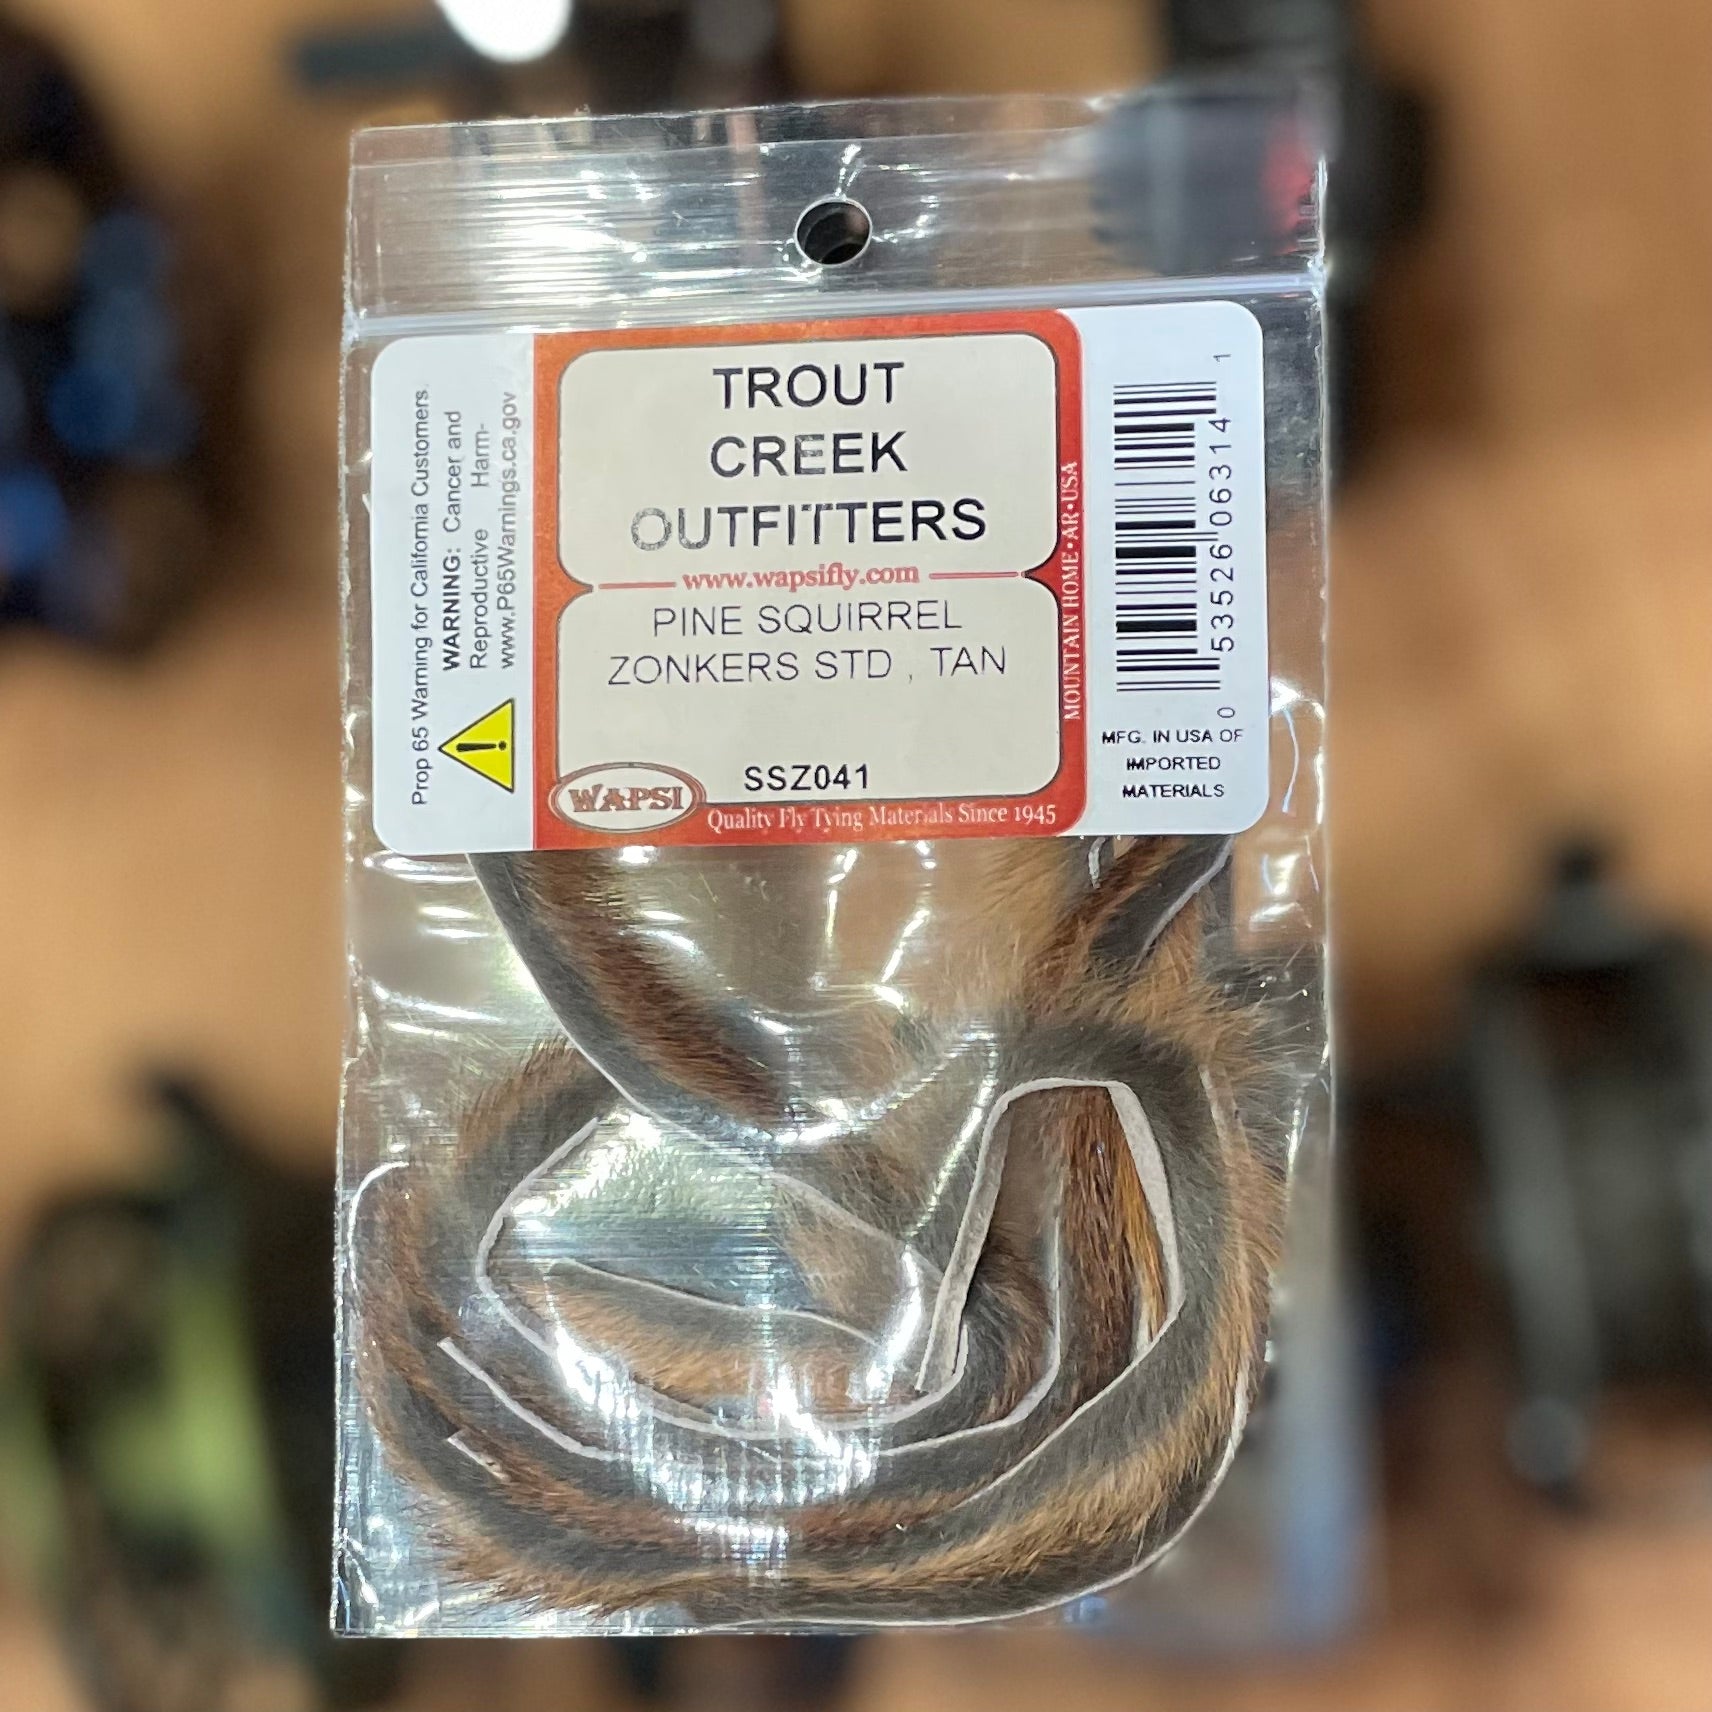 Prop 65 Warning for California Customers
WARNING: Cancer and
Reproductive Harm-
www.P65Warnings.ca.gov
TROUT
CREEK
OUTFITTERS
www.wapsifly.com
PINE SQUIRREL
ZONKERS STD , TAN
SSZ041
WAPSI
Quality Fly Tying Materials Since 1945
MOUNTAIN HOME•AR•USA
0 53526 06314 1
MFG. IN USA OF
IMPORTED
MATERIALS